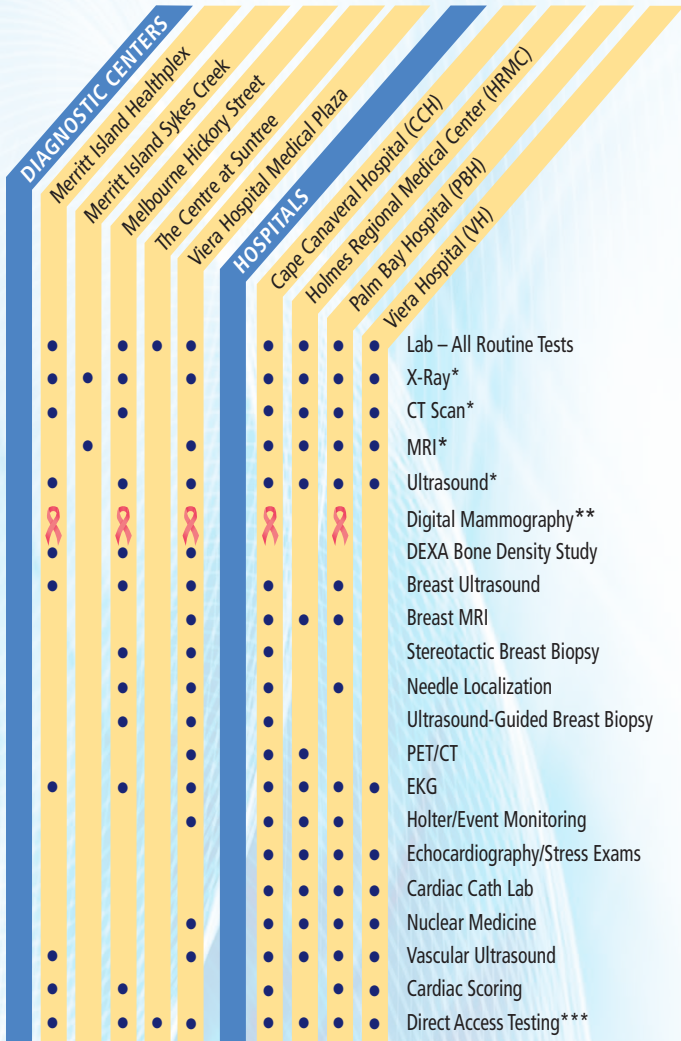 DIAGNOSTIC CENTERS
Merritt Island Healthplex
Merritt Island Sykes Creek
Melbourne Hickory Street
The Centre at Suntree
Viera Hospital Medical Plaza
HOSPITALS
Cape Canaveral Hospital (CCH)
Holmes Regional Medical Center (HRMC)
Palm Bay Hospital (PBH)
Viera Hospital (VH)
Lab – All Routine Tests
X-Ray*
CT Scan*
MRI*
Ultrasound*
Digital Mammography**
DEXA Bone Density Study
Breast Ultrasound
Breast MRI
Stereotactic Breast Biopsy
Needle Localization
Ultrasound-Guided Breast Biopsy
PET/CT
EKG
Holter/Event Monitoring
Echocardiography/Stress Exams
Cardiac Cath Lab
Nuclear Medicine
Vascular Ultrasound
Cardiac Scoring
Direct Access Testing***